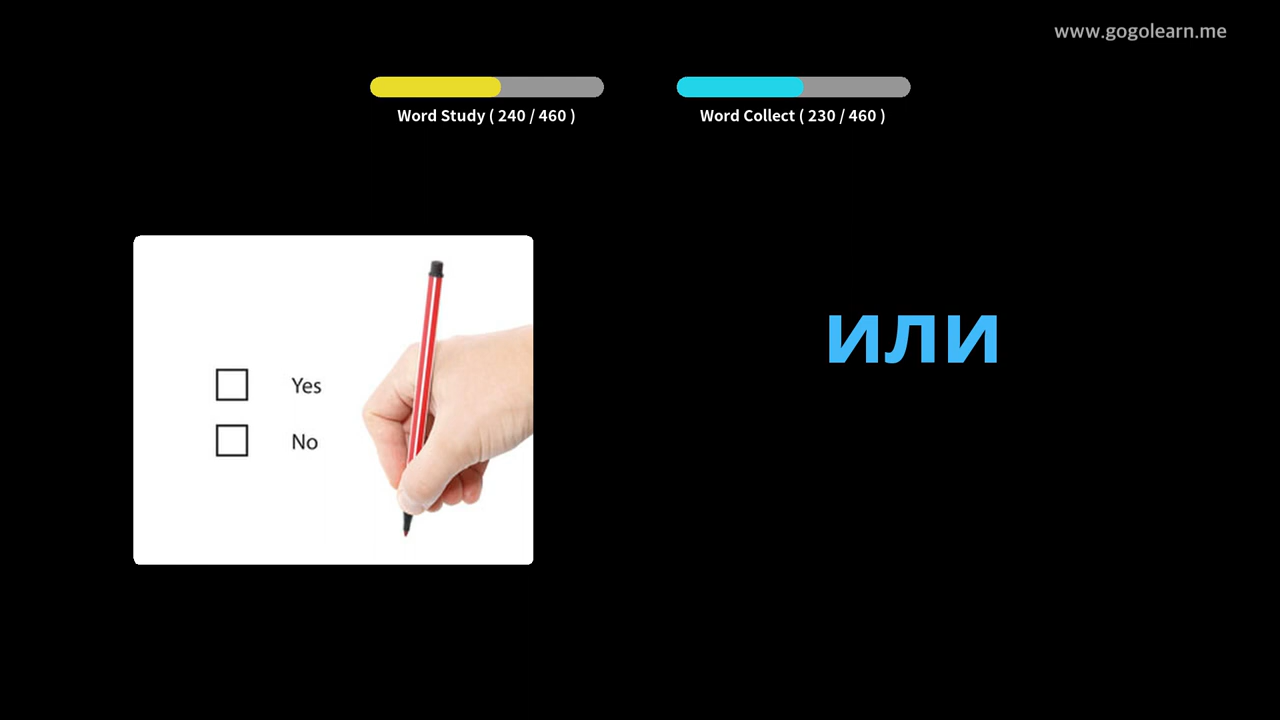 www.gogolearn.me
Word Study ( 240 / 460 )
Word Collect ( 230 / 460 )
или
Yes
No